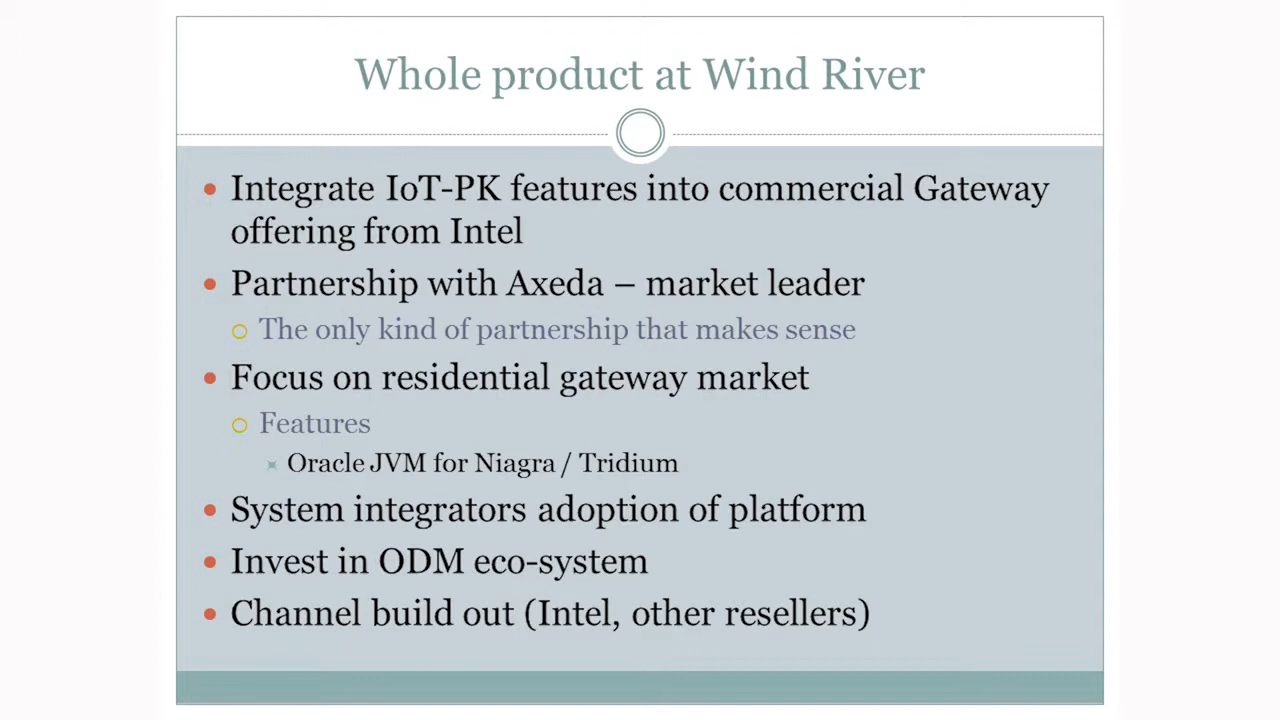 Whole product at Wind River
Integrate IoT-PK features into commercial Gateway
offering from Intel
Partnership with Axeda – market leader
The only kind of partnership that makes sense
Focus on residential gateway market
Features
Oracle JVM for Niagra / Tridium
System integrators adoption of platform
Invest in ODM eco-system
Channel build out (Intel, other resellers)